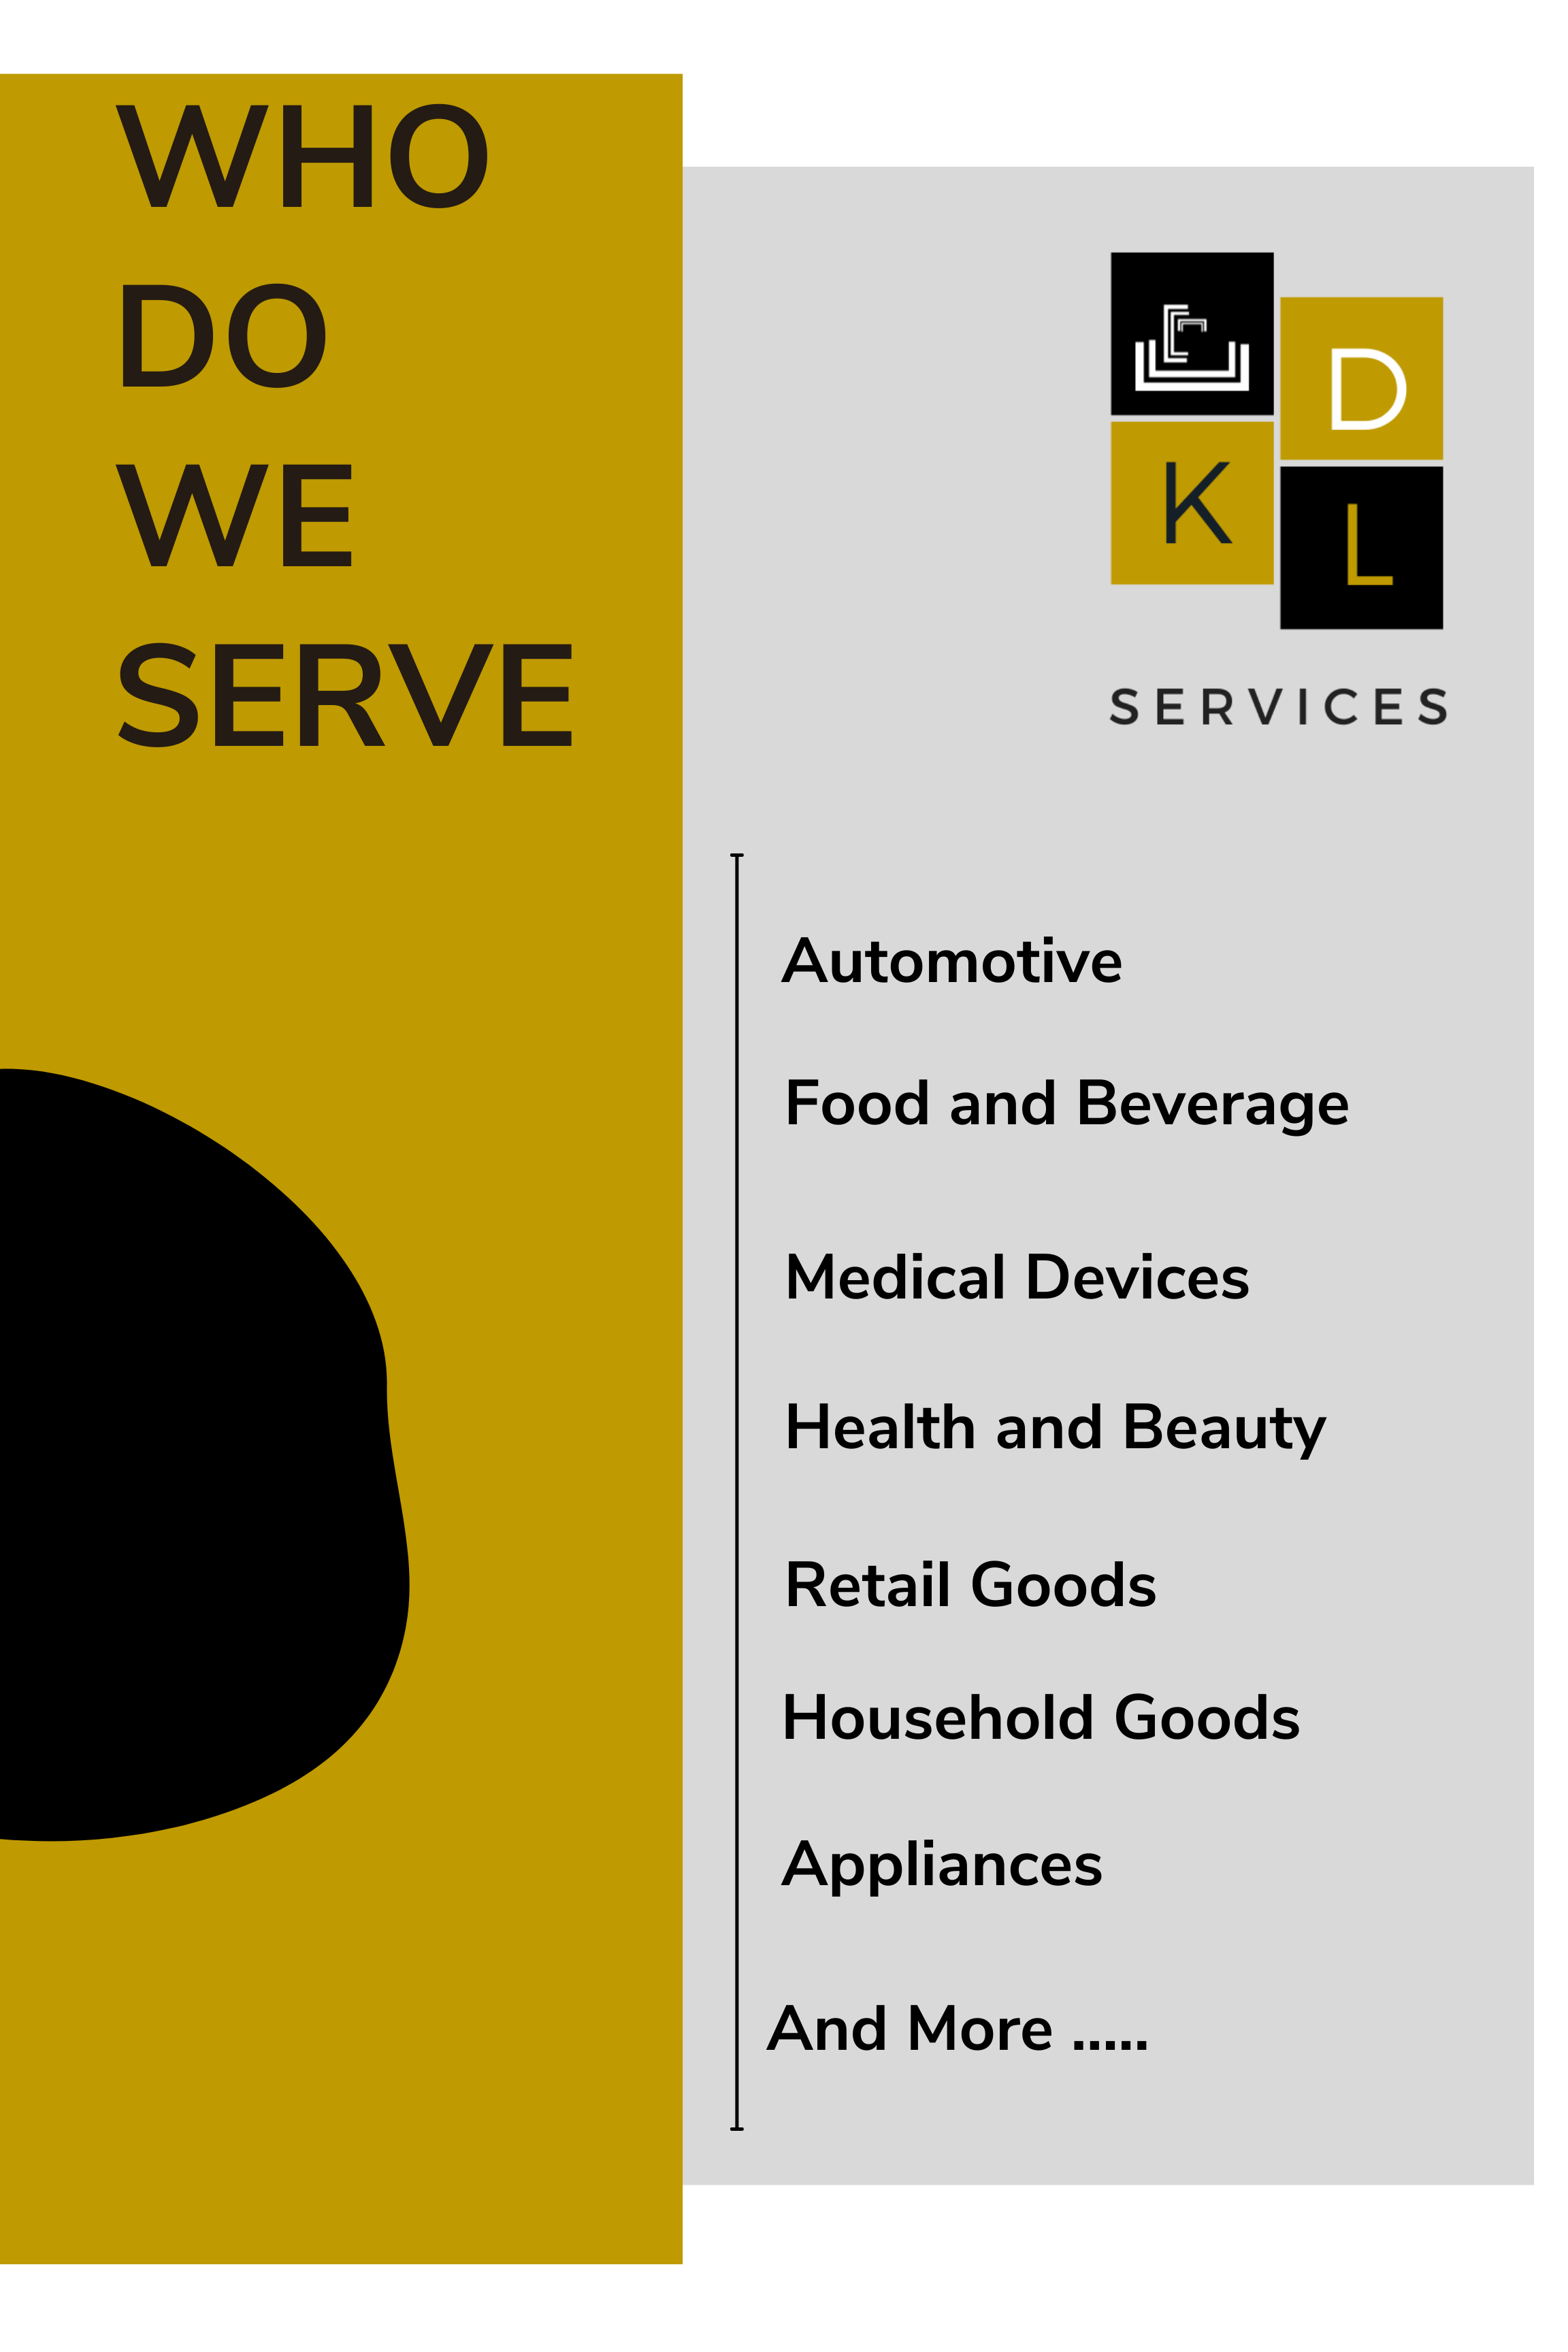 WHO
DO
WE
SERVE
D
K
L
SERVICES
Automotive
Food and Beverage
Medical Devices
Health and Beauty
Retail Goods
Household Goods
Appliances
And More .....